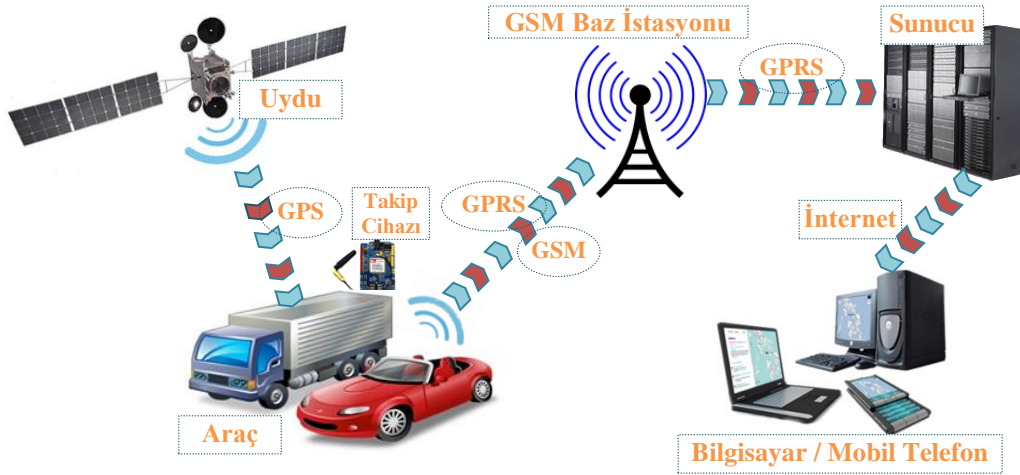 GSM Baz İstasyonu
Sunucu
GPRS
Uydu
Takip
Cihazı
GPS
GPRS
GSM
İnternet
Araç
Bilgisayar / Mobil Telefon